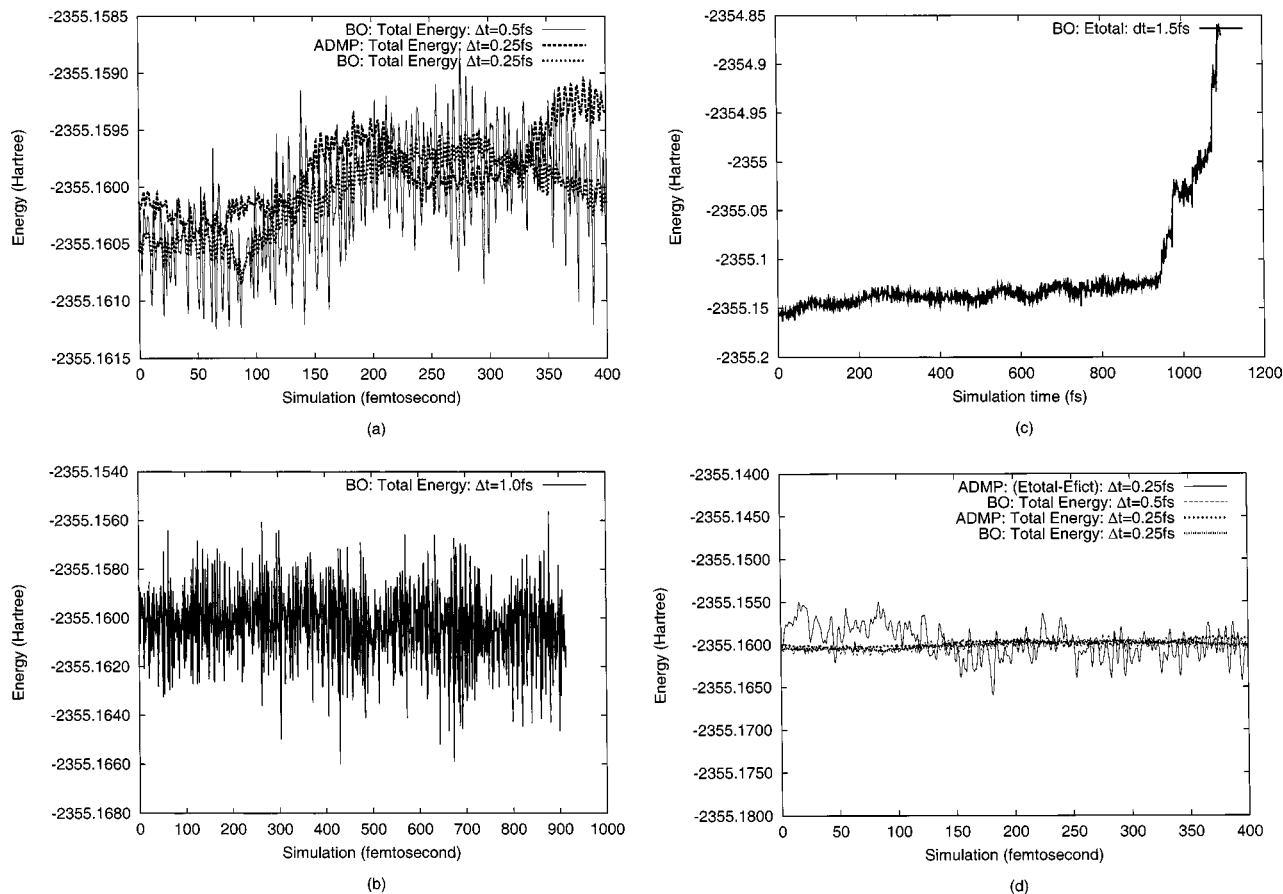 -2355.1585
-2355.1590
-2355.1595
-2355.1600
-2355.1605
-2355.1610
-2355.1615
Energy (Hartree)
BO: Total Energy: Δt=0.5fs
ADMP: Total Energy: Δt=0.25fs
BO: Total Energy: Δt=0.25fs
0 50 100 150 200 250 300 350 400
Simulation (femtosecond)
(a)
-2354.85
-2354.9
-2354.95
-2355
-2355.05
-2355.1
-2355.15
-2355.2
Energy (Hartree)
BO: Etotal: dt=1.5fs
0 200 400 600 800 1000 1200
Simulation time (fs)
(c)
-2355.1540
-2355.1560
-2355.1580
-2355.1600
-2355.1620
-2355.1640
-2355.1660
-2355.1680
Energy (Hartree)
BO: Total Energy: Δt=1.0fs
0 100 200 300 400 500 600 700 800 900 1000
Simulation (femtosecond)
(b)
-2355.1400
-2355.1450
-2355.1500
-2355.1550
-2355.1600
-2355.1650
-2355.1700
-2355.1750
-2355.1800
Energy (Hartree)
ADMP: (Etotal-Efict): Δt=0.25fs
BO: Total Energy: Δt=0.5fs
ADMP: Total Energy: Δt=0.25fs
BO: Total Energy: Δt=0.25fs
0 50 100 150 200 250 300 350 400
Simulation (femtosecond)
(d)